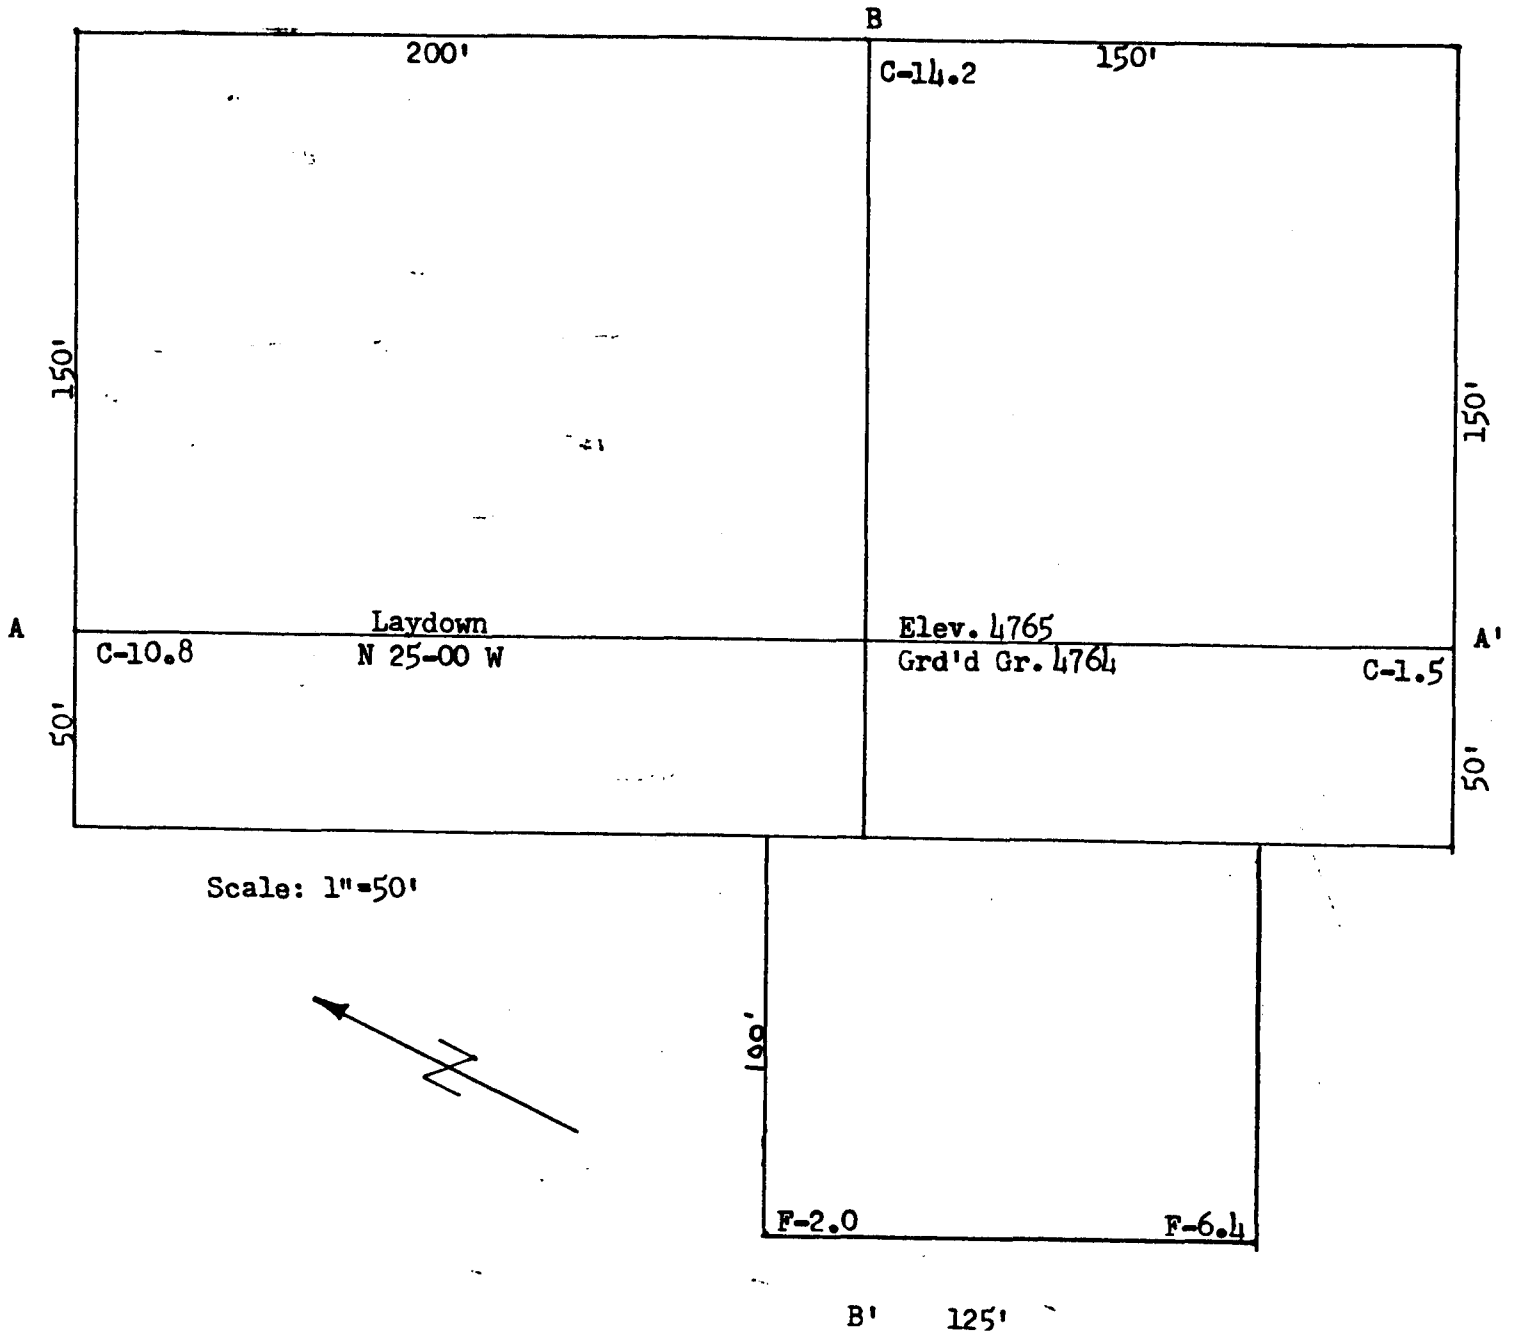 B
200'
150'
C-14.2
150'
150'
A
Laydown
Elev. 4765
A'
C-10.8
N 25-00 W
Grd'd Gr. 4764
C-1.5
50'
50'
Scale: 1"=50'
N
100'
F-2.0
F-6.4
B'
125'